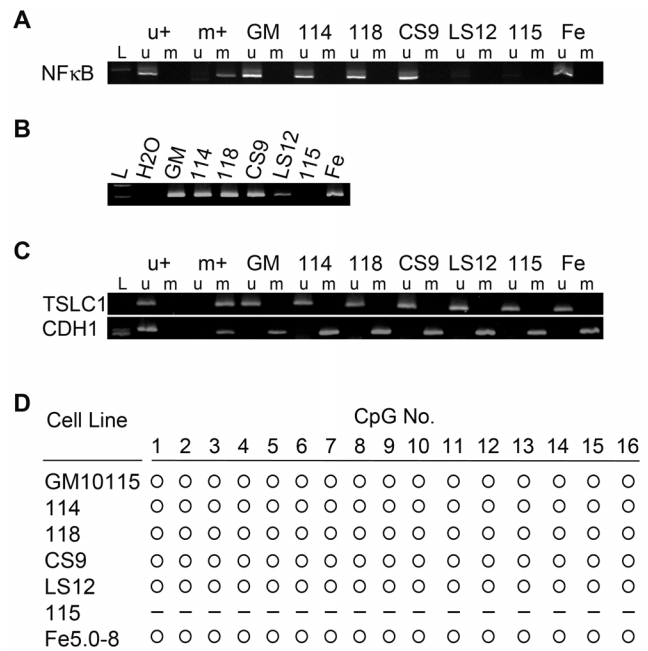 A
u+ m+ GM 114 118 CS9 LS12 115 Fe
L u m u m u m u m u m u m u m u m u m
NFκB
B
L H2O GM 114 118 CS9 LS12 115 Fe
C
u+ m+ GM 114 118 CS9 LS12 115 Fe
L u m u m u m u m u m u m u m u m u m
TSLC1
CDH1
D
Cell Line CpG No.
1 2 3 4 5 6 7 8 9 10 11 12 13 14 15 16
GM10115 O O O O O O O O O O O O O O O O
114 O O O O O O O O O O O O O O O O
118 O O O O O O O O O O O O O O O O
CS9 O O O O O O O O O O O O O O O O
LS12 O O O O O O O O O O O O O O O O
115 – – – – – – – – – – – – – – – –
Fe5.0-8 O O O O O O O O O O O O O O O O